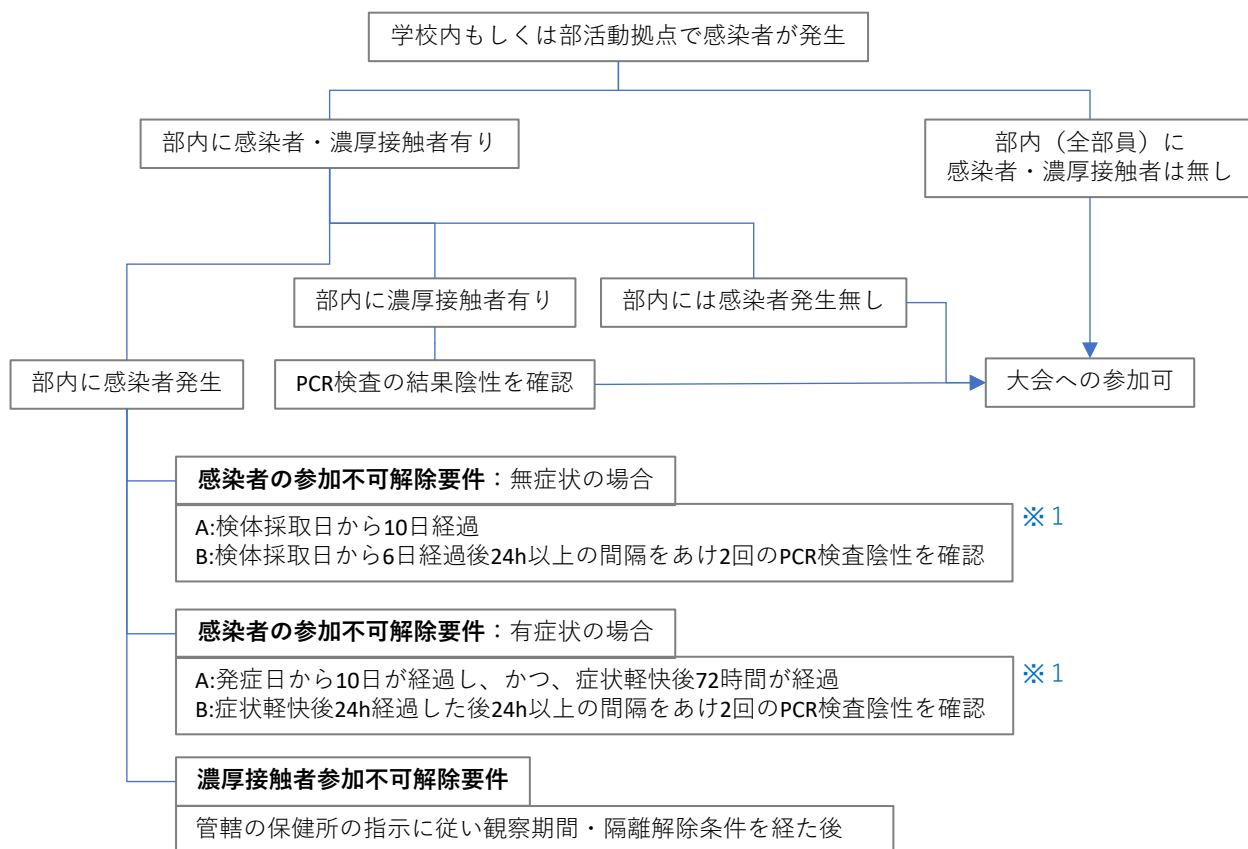 学校内もしくは部活動拠点で感染者が発生
部内に感染者・濃厚接触者有り
部内（全部員）に
感染者・濃厚接触者は無し
部内に濃厚接触者有り
部内には感染者発生無し
部内に感染者発生
PCR検査の結果陰性を確認
大会への参加可
感染者の参加不可解除要件：無症状の場合
A:検体採取日から10日経過
B:検体採取日から6日経過後24h以上の間隔をあけ2回のPCR検査陰性を確認
※１
感染者の参加不可解除要件：有症状の場合
A:発症日から10日が経過し、かつ、症状軽快後72時間が経過
B:症状軽快後24h経過した後24h以上の間隔をあけ2回のPCR検査陰性を確認
※１
濃厚接触者参加不可解除要件
管轄の保健所の指示に従い観察期間・隔離解除条件を経た後